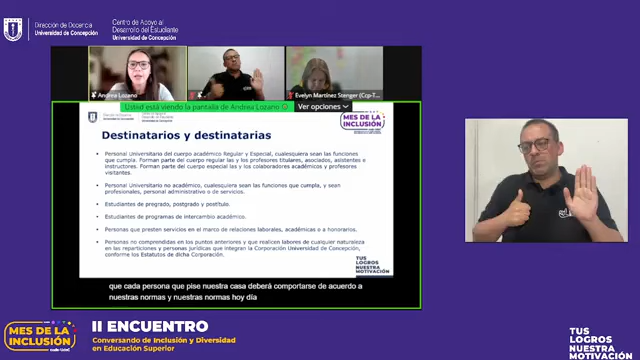 Dirección de Docencia
Universidad de Concepción
Centro de Apoyo al
Desarrollo del Estudiante
Universidad de Concepción
Andrea Lozano
Evelyn Martínez Stenger (Ccp-T...
Usted está viendo la pantalla de Andrea Lozano
Ver opciones
MES DE LA
INCLUSIÓN
Destinatarios y destinatarias
• Personal Universitario del cuerpo académico Regular y Especial, cualesquiera sean las funciones
que cumpla. Forman parte del cuerpo regular las y los profesores titulares, asociados, asistentes e
instructores. Forman parte del cuerpo especial las y los colaboradores académicos y profesores
visitantes.
• Personal Universitario no académico, cualesquiera sean las funciones que cumpla, y sean
profesionales, personal administrativo o de servicios.
• Estudiantes de pregrado, postgrado y postítulo.
• Estudiantes de programas de intercambio académico.
• Personas que presten servicios en el marco de relaciones laborales, académicas o a honorarios.
• Personas no comprendidas en los puntos anteriores y que realicen labores de cualquier naturaleza
en las reparticiones y personas jurídicas que integran la Corporación Universidad de Concepción,
conforme los Estatutos de dicha Corporación.
TUS
LOGROS
NUESTRA
MOTIVACIÓN
que cada persona que pise nuestra casa deberá comportarse de acuerdo a
nuestras normas y nuestras normas hoy día
MES DE LA
INCLUSIÓN
II ENCUENTRO
Conversando de Inclusión y Diversidad
en Educación Superior
TUS
LOGROS
NUESTRA
MOTIVACIÓN